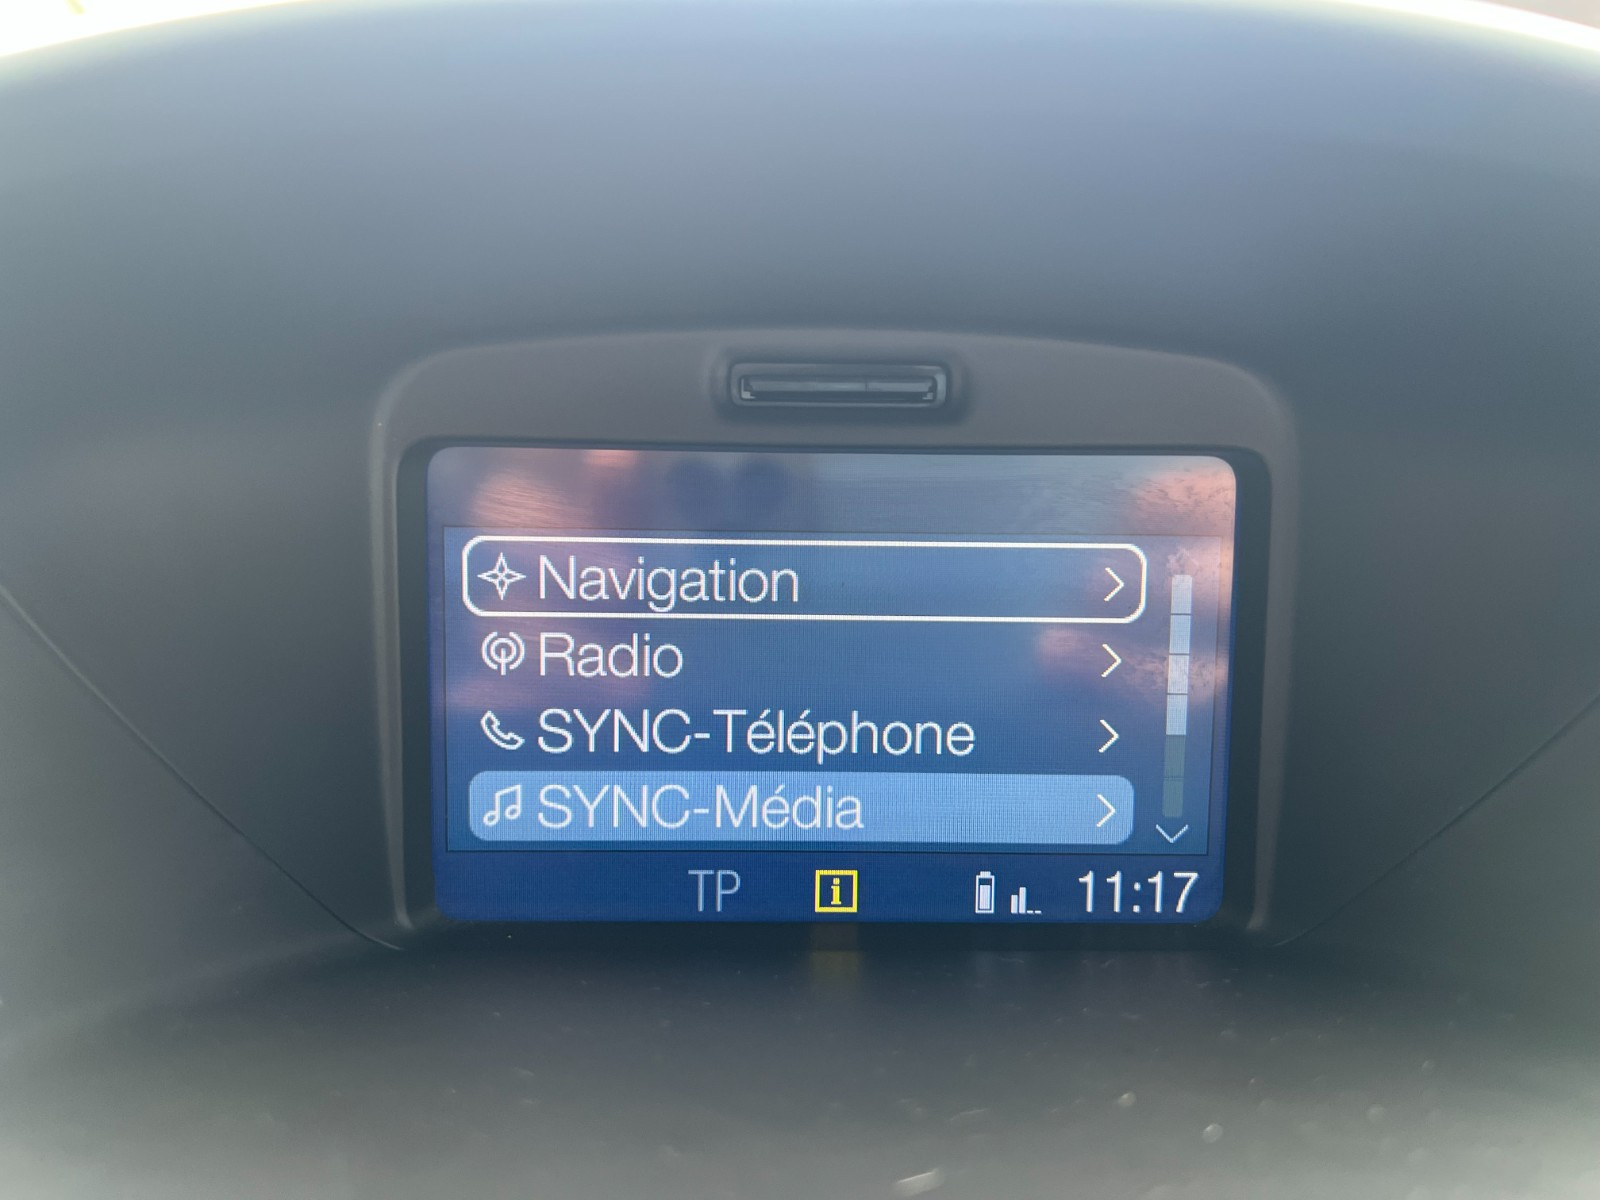 Navigation
Radio
SYNC-Téléphone
SYNC-Média
TP i 11:17